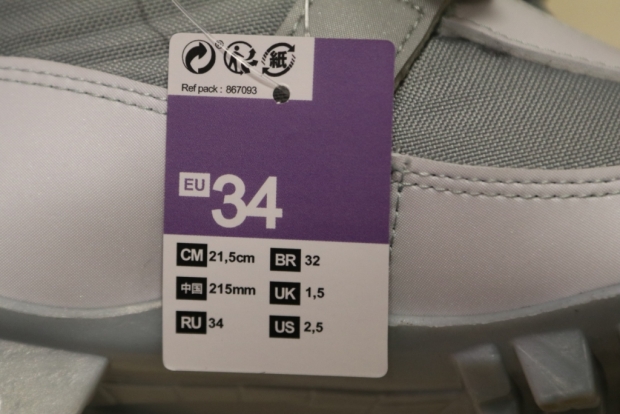 紙
Ref pack : 867093
EU 34
CM 21,5cm BR 32
中国 215mm UK 1,5
RU 34 US 2,5